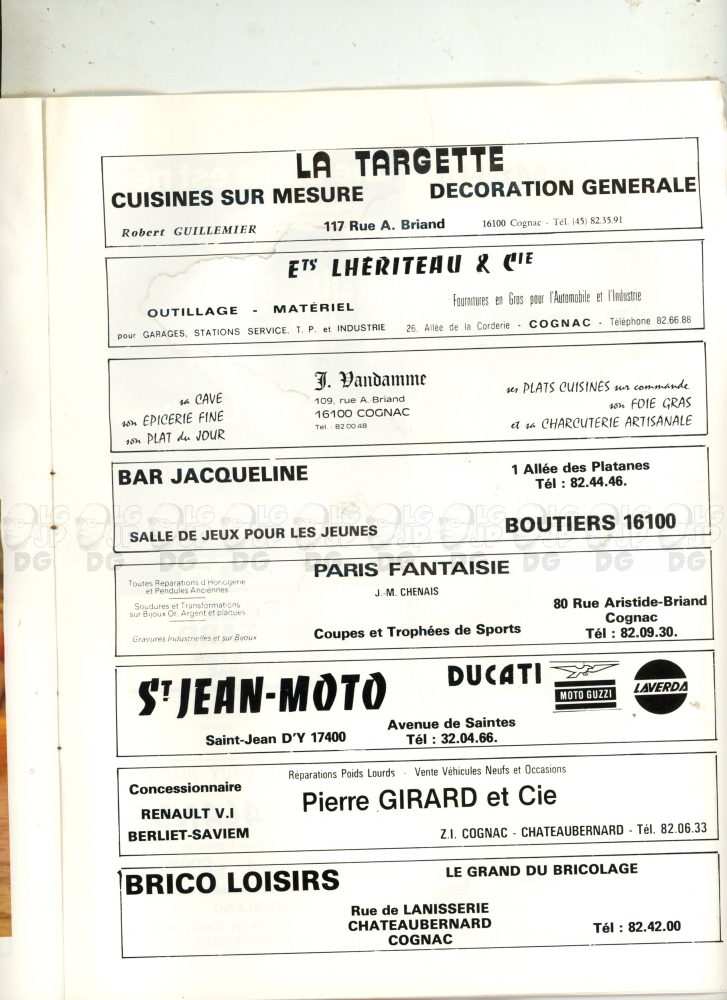 LA TARGETTE
CUISINES SUR MESURE DECORATION GENERALE
Robert GUILLEMIER 117 Rue A. Briand 16100 Cognac - Tél. (45) 82.35.91
ETS LHÉRITEAU & CIE
OUTILLAGE - MATÉRIEL Fournitures en Gros pour l'Automobile et l'Industrie
pour GARAGES, STATIONS SERVICE, T. P. et INDUSTRIE 26, Allée de la Corderie - COGNAC - Téléphone 82.66.88
J. Vandamme
109, rue A. Briand
16100 COGNAC
Tél. : 82 00 48
sa CAVE
son EPICERIE FINE
son PLAT du JOUR
ses PLATS CUISINES sur commande
son FOIE GRAS
et sa CHARCUTERIE ARTISANALE
BAR JACQUELINE
1 Allée des Platanes
Tél : 82.44.46.
SALLE DE JEUX POUR LES JEUNES
BOUTIERS 16100
LG JP DG
PARIS FANTAISIE
J.-M. CHENAIS
Toutes Réparations d'Horlogerie
et Pendules Anciennes
Soudures et Transformations
sur Bijoux Or, Argent et plaqués
Gravures Industrielles et sur Bijoux
Coupes et Trophées de Sports
80 Rue Aristide-Briand
Cognac
Tél : 82.09.30.
ST JEAN-MOTO
DUCATI
MOTO GUZZI
LAVERDA
Saint-Jean D'Y 17400
Avenue de Saintes
Tél : 32.04.66.
Concessionnaire
RENAULT V.I
BERLIET-SAVIEM
Réparations Poids Lourds - Vente Véhicules Neufs et Occasions
Pierre GIRARD et Cie
Z.I. COGNAC - CHATEAUBERNARD - Tél. 82.06.33
BRICO LOISIRS
LE GRAND DU BRICOLAGE
Rue de LANISSERIE
CHATEAUBERNARD
COGNAC
Tél : 82.42.00